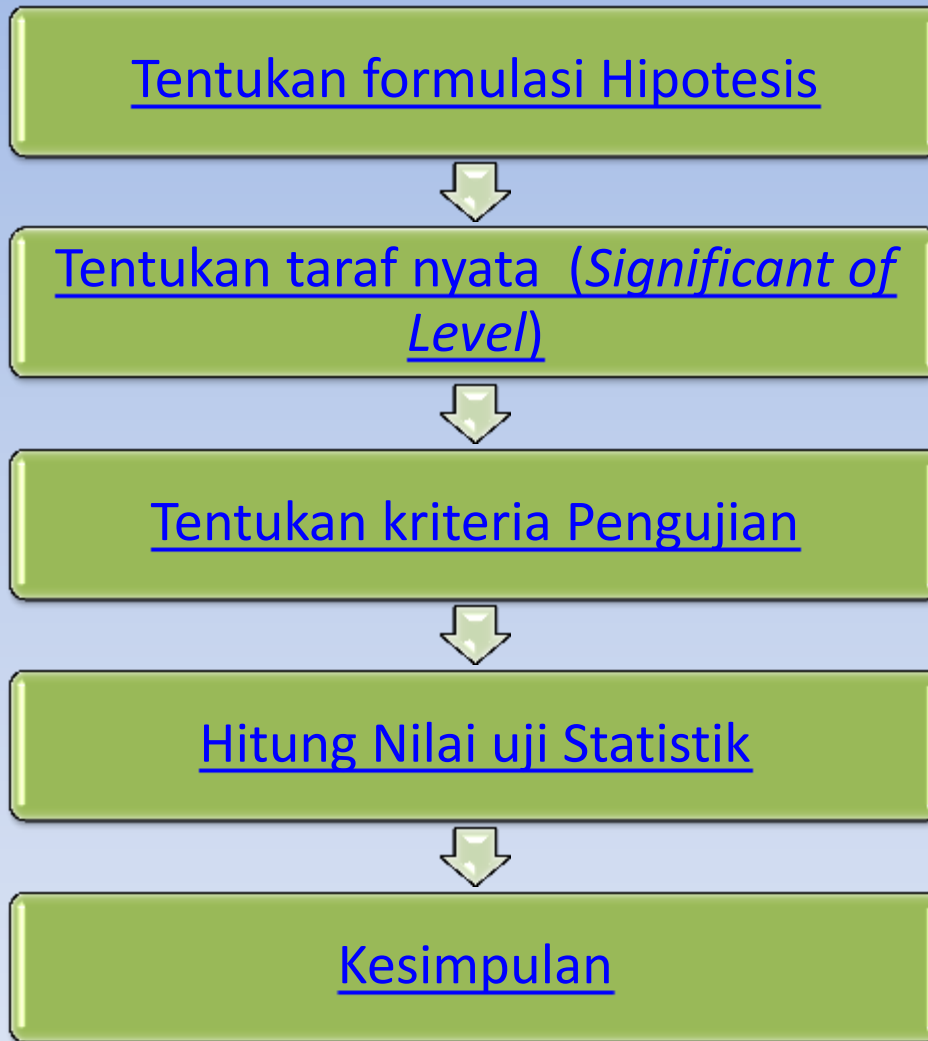 Tentukan formulasi Hipotesis
Tentukan taraf nyata (Significant of
Level)
Tentukan kriteria Pengujian
Hitung Nilai uji Statistik
Kesimpulan